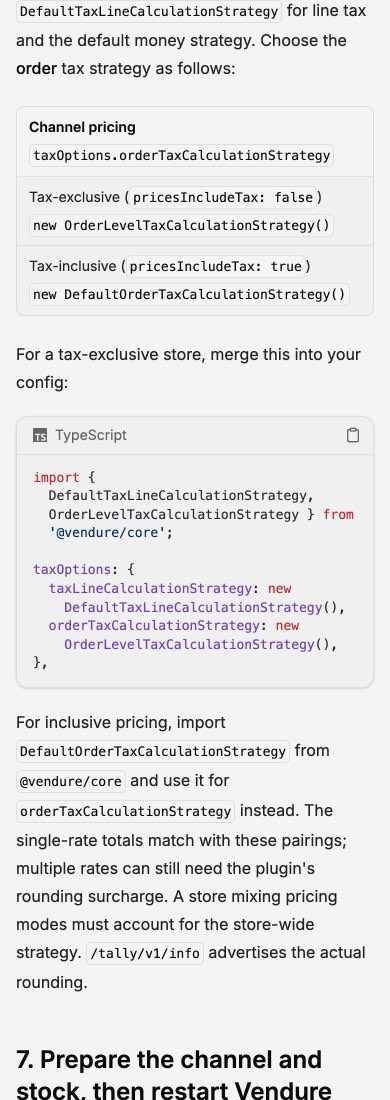 DefaultTaxLineCalculationStrategy for line tax
and the default money strategy. Choose the
order tax strategy as follows:
Channel pricing
taxOptions.orderTaxCalculationStrategy
Tax-exclusive (pricesIncludeTax: false)
new OrderLevelTaxCalculationStrategy()
Tax-inclusive (pricesIncludeTax: true)
new DefaultOrderTaxCalculationStrategy()
For a tax-exclusive store, merge this into your
config:
TS TypeScript
import {
  DefaultTaxLineCalculationStrategy,
  OrderLevelTaxCalculationStrategy } from
  '@vendure/core';
taxOptions: {
  taxLineCalculationStrategy: new
    DefaultTaxLineCalculationStrategy(),
  orderTaxCalculationStrategy: new
    OrderLevelTaxCalculationStrategy(),
},
For inclusive pricing, import
DefaultOrderTaxCalculationStrategy from
@vendure/core and use it for
orderTaxCalculationStrategy instead. The
single-rate totals match with these pairings;
multiple rates can still need the plugin's
rounding surcharge. A store mixing pricing
modes must account for the store-wide
strategy. /tally/v1/info advertises the actual
rounding.
7. Prepare the channel and
stock, then restart Vendure